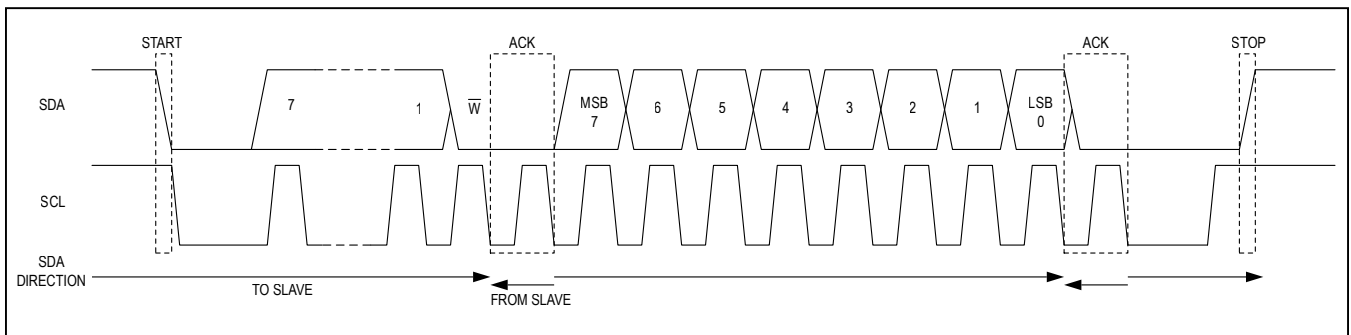 START ACK ACK STOP
SDA 7 1 W̅ MSB 7 6 5 4 3 2 1 LSB 0
SCL
SDA DIRECTION
TO SLAVE FROM SLAVE